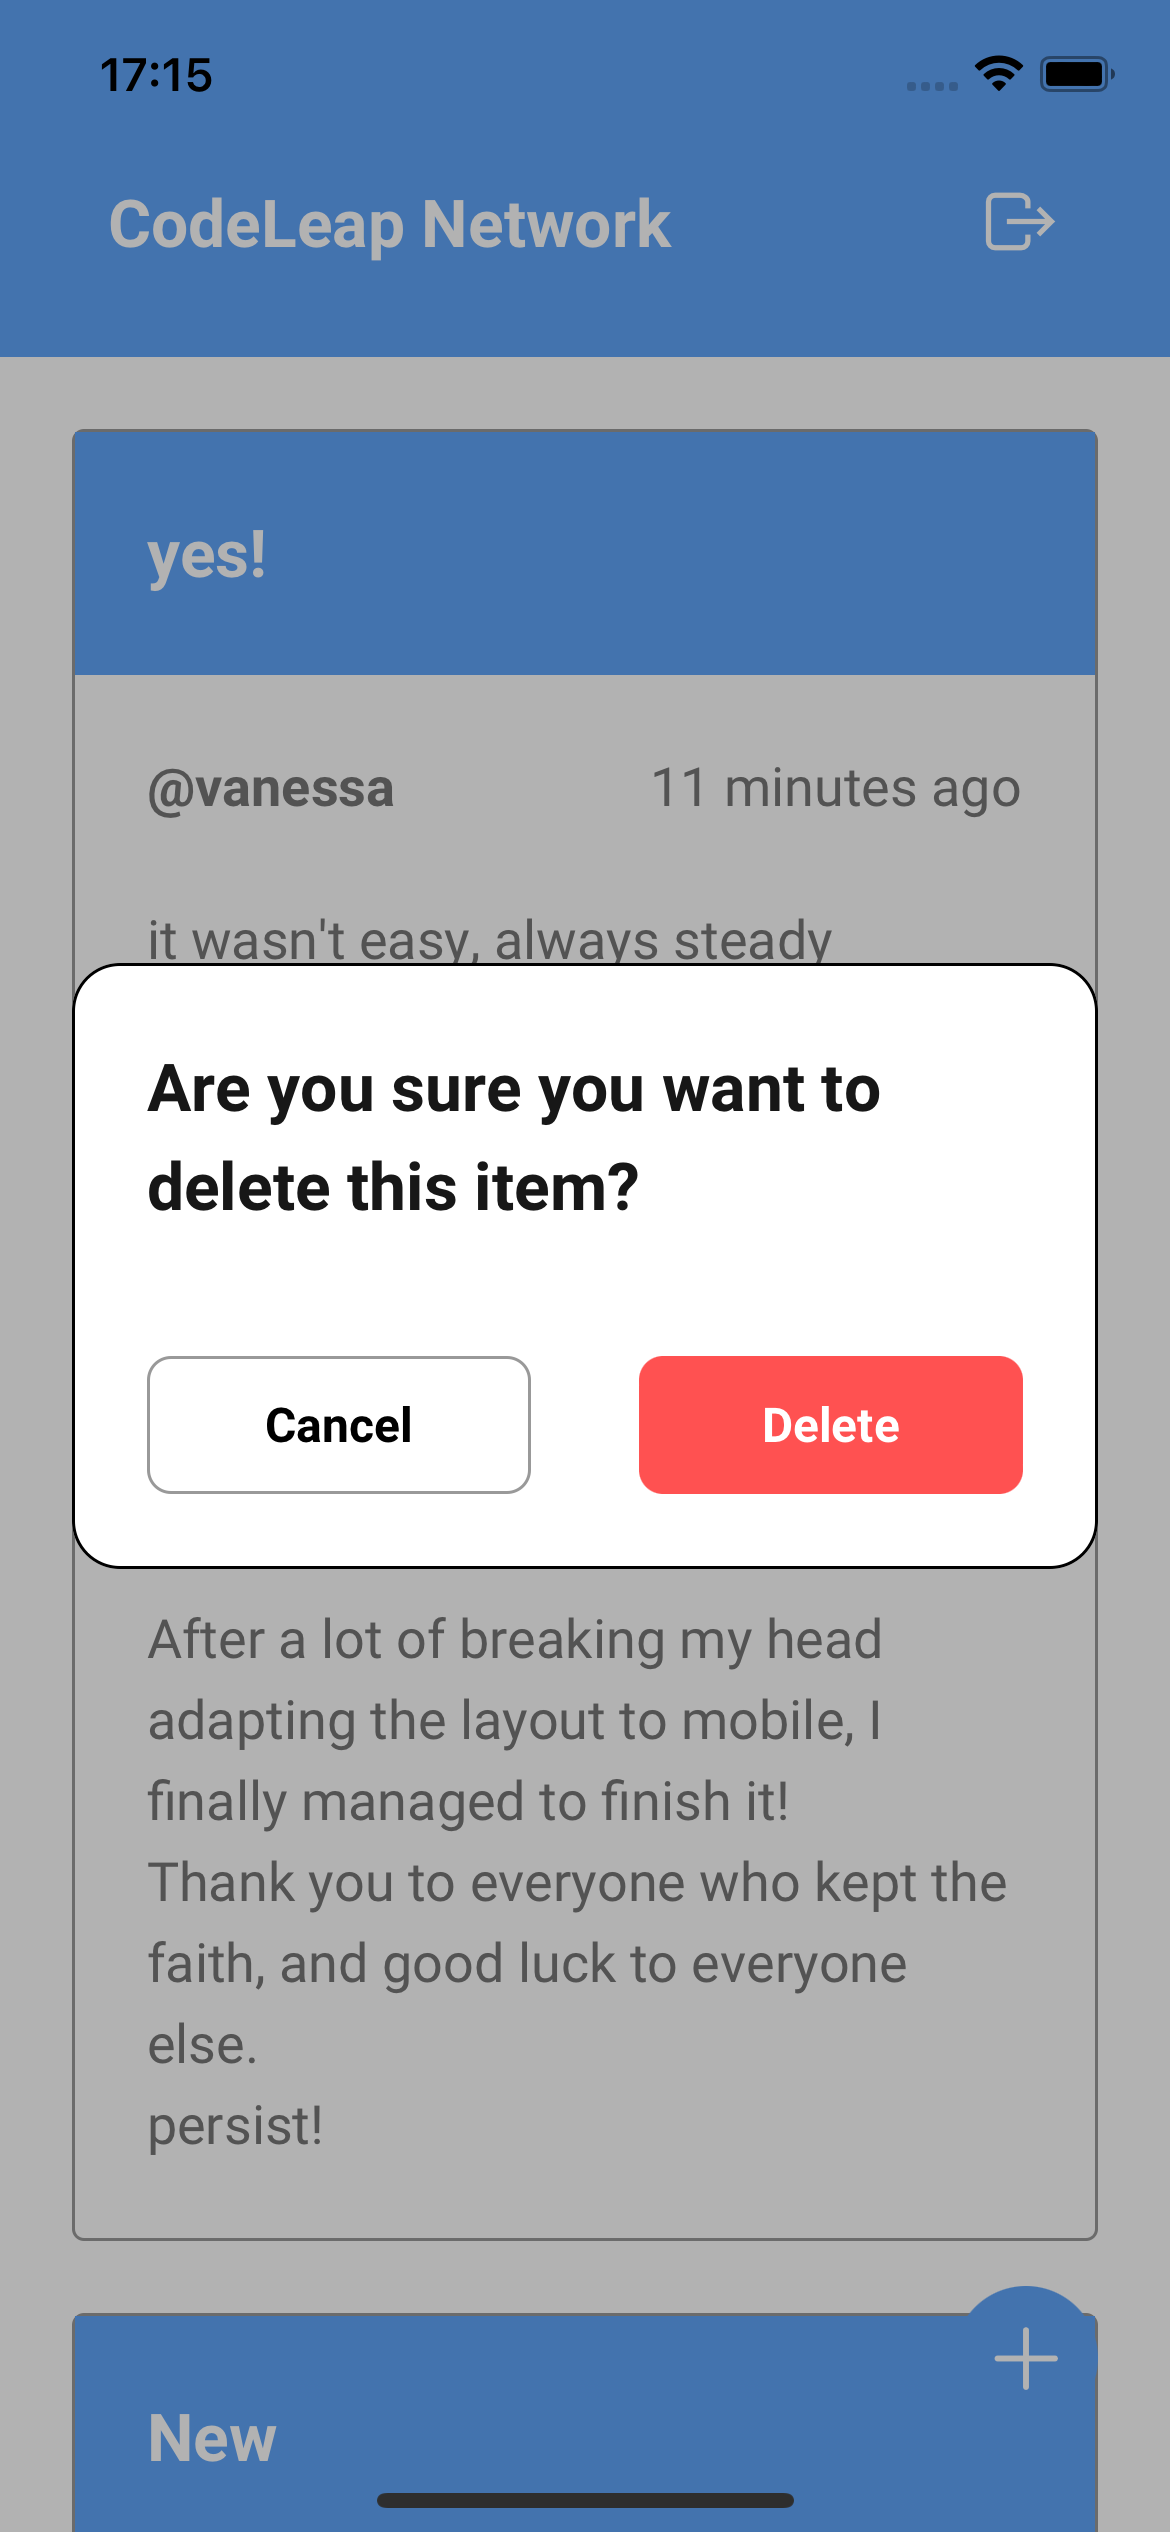 17:15
CodeLeap Network
yes!
@vanessa 11 minutes ago
it wasn't easy, always steady
Are you sure you want to
delete this item?
Cancel Delete
After a lot of breaking my head
adapting the layout to mobile, I
finally managed to finish it!
Thank you to everyone who kept the
faith, and good luck to everyone
else.
persist!
New